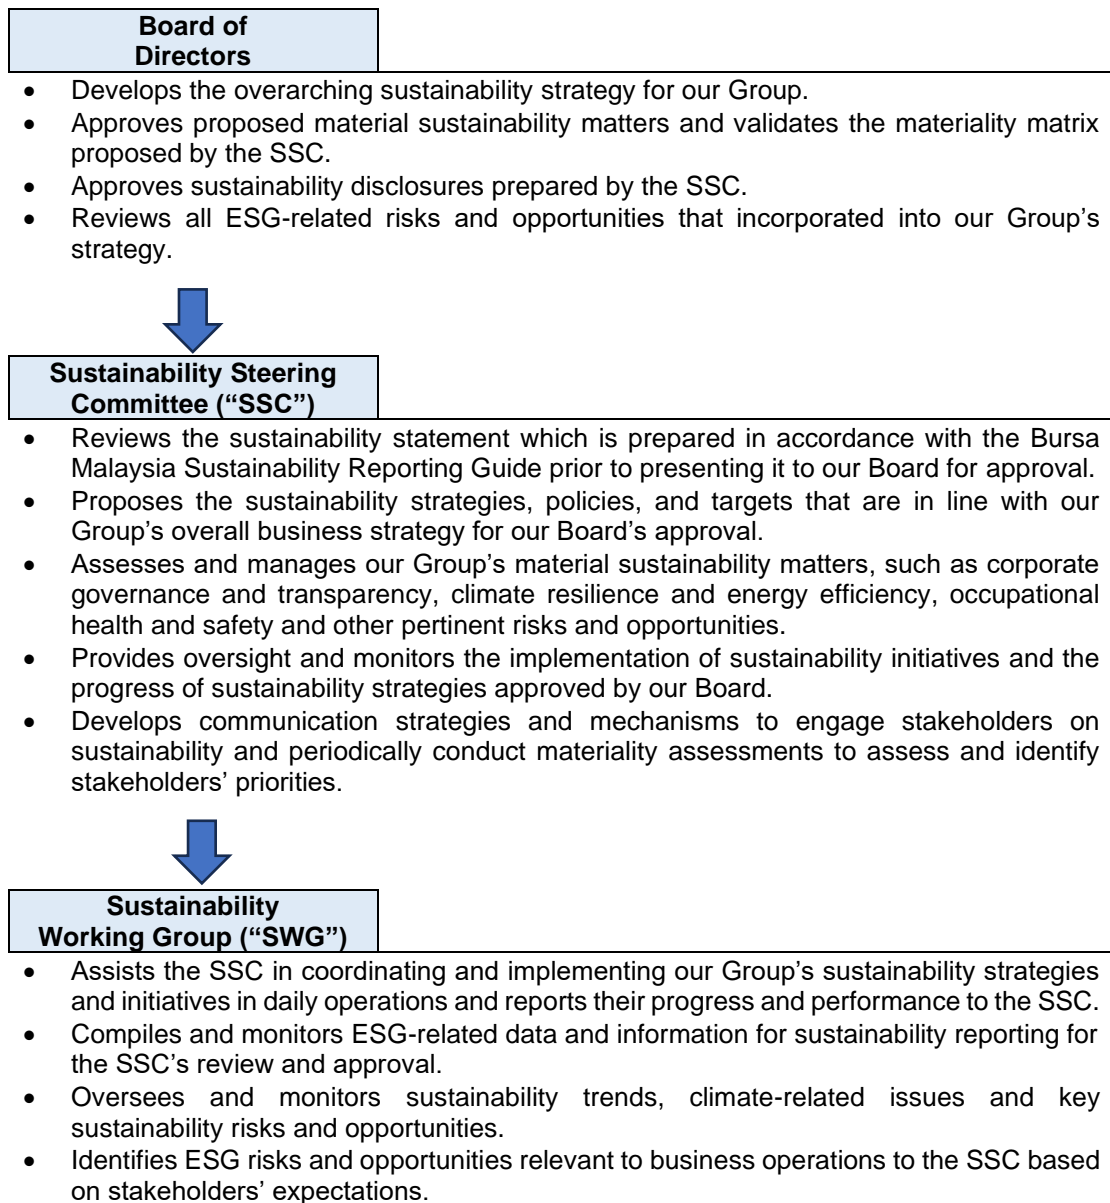 Board of
Directors
• Develops the overarching sustainability strategy for our Group.
• Approves proposed material sustainability matters and validates the materiality matrix
proposed by the SSC.
• Approves sustainability disclosures prepared by the SSC.
• Reviews all ESG-related risks and opportunities that incorporated into our Group’s
strategy.
Sustainability Steering
Committee (“SSC”)
• Reviews the sustainability statement which is prepared in accordance with the Bursa
Malaysia Sustainability Reporting Guide prior to presenting it to our Board for approval.
• Proposes the sustainability strategies, policies, and targets that are in line with our
Group’s overall business strategy for our Board’s approval.
• Assesses and manages our Group’s material sustainability matters, such as corporate
governance and transparency, climate resilience and energy efficiency, occupational
health and safety and other pertinent risks and opportunities.
• Provides oversight and monitors the implementation of sustainability initiatives and the
progress of sustainability strategies approved by our Board.
• Develops communication strategies and mechanisms to engage stakeholders on
sustainability and periodically conduct materiality assessments to assess and identify
stakeholders’ priorities.
Sustainability
Working Group (“SWG”)
• Assists the SSC in coordinating and implementing our Group’s sustainability strategies
and initiatives in daily operations and reports their progress and performance to the SSC.
• Compiles and monitors ESG-related data and information for sustainability reporting for
the SSC’s review and approval.
• Oversees and monitors sustainability trends, climate-related issues and key
sustainability risks and opportunities.
• Identifies ESG risks and opportunities relevant to business operations to the SSC based
on stakeholders’ expectations.